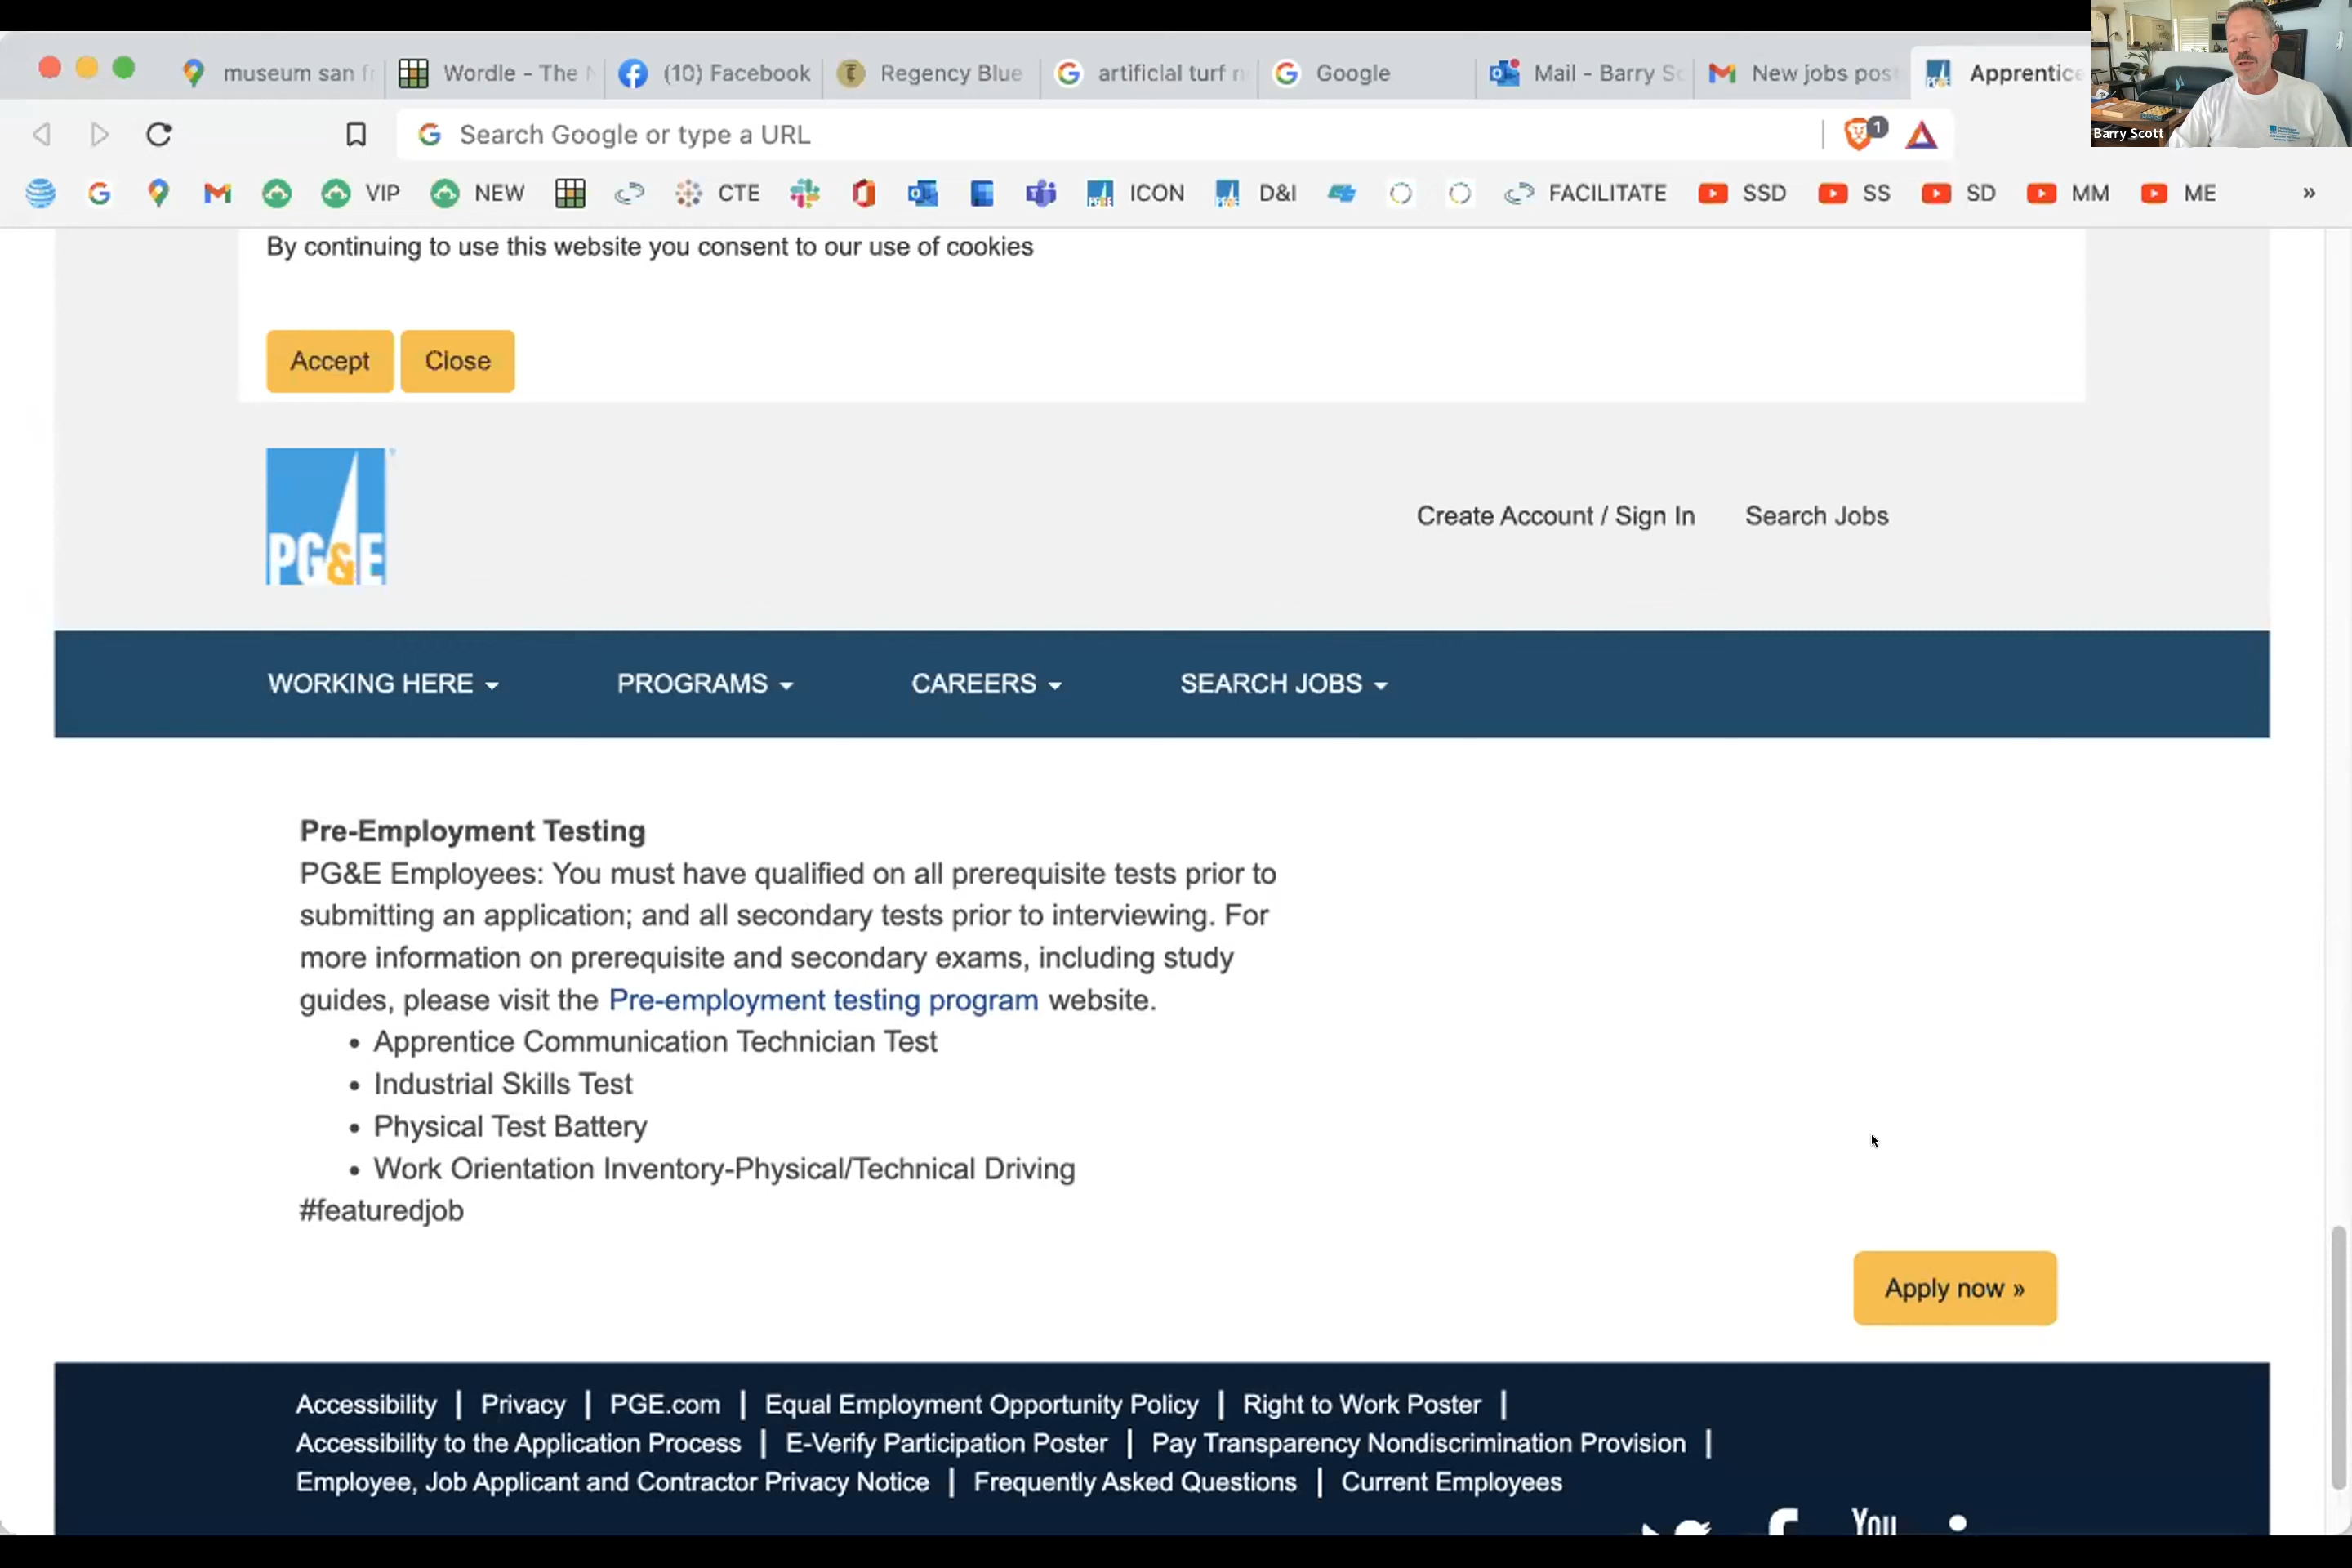 museum san f
Wordle - The N
(10) Facebook
Regency Blue
artificial turf n
Google
Mail - Barry Sc
New jobs pos
Apprentice
Barry Scott
Search Google or type a URL
1
VIP
NEW
CTE
ICON
D&I
FACILITATE
SSD
SS
SD
MM
ME
»
By continuing to use this website you consent to our use of cookies
Accept
Close
PG&E
Create Account / Sign In
Search Jobs
WORKING HERE
PROGRAMS
CAREERS
SEARCH JOBS
Pre-Employment Testing
PG&E Employees: You must have qualified on all prerequisite tests prior to
submitting an application; and all secondary tests prior to interviewing. For
more information on prerequisite and secondary exams, including study
guides, please visit the Pre-employment testing program website.
• Apprentice Communication Technician Test
• Industrial Skills Test
• Physical Test Battery
• Work Orientation Inventory-Physical/Technical Driving
#featuredjob
Apply now »
Accessibility | Privacy | PGE.com | Equal Employment Opportunity Policy | Right to Work Poster |
Accessibility to the Application Process | E-Verify Participation Poster | Pay Transparency Nondiscrimination Provision |
Employee, Job Applicant and Contractor Privacy Notice | Frequently Asked Questions | Current Employees
You